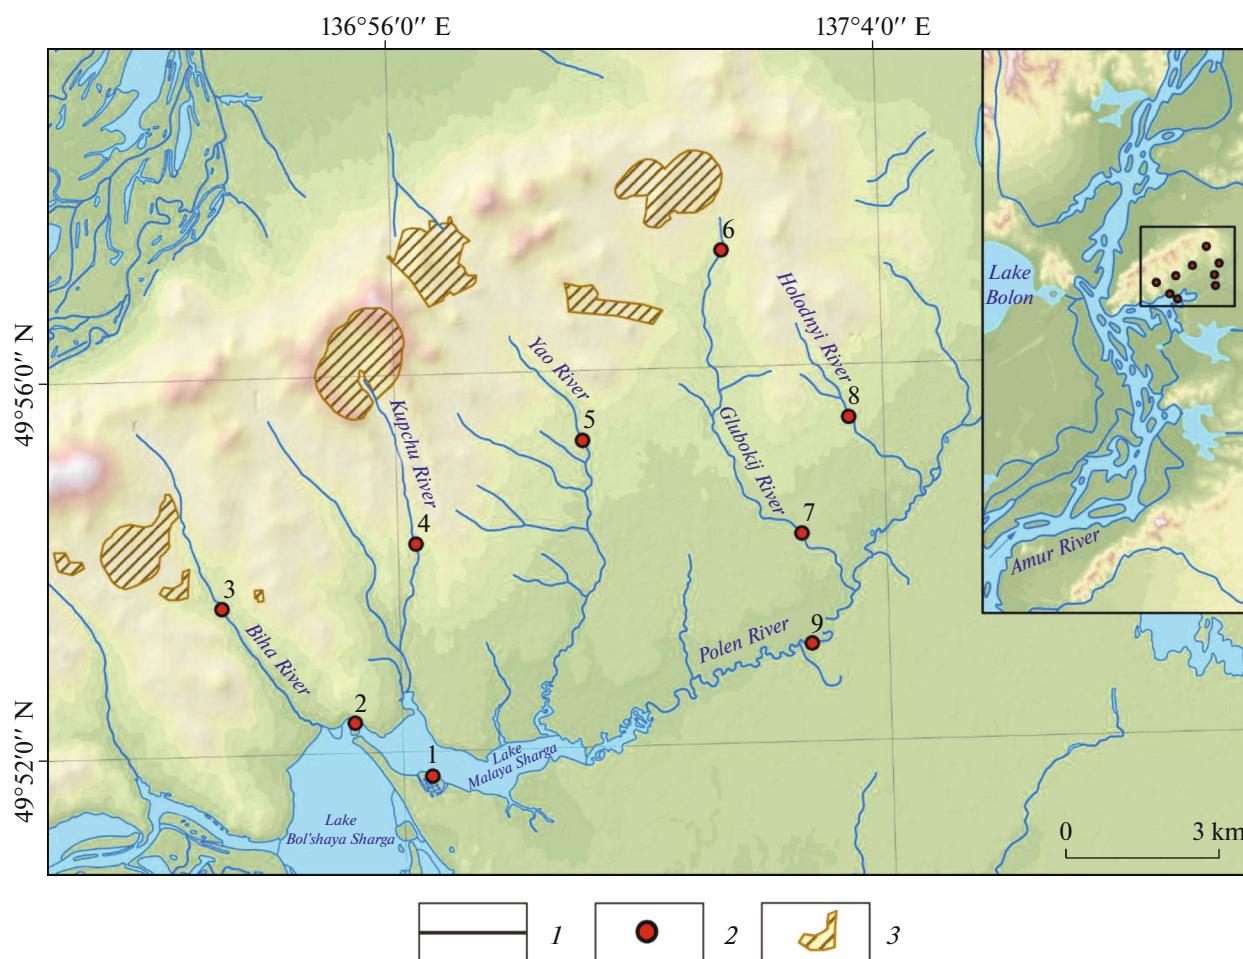 136°56′0″ E
137°4′0″ E
49°56′0″ N
49°52′0″ N
6
Holodnyi River
Yao River
8
5
Kupchu River
Glubokij River
7
4
3
Biha River
Polen River
9
2
1
Lake
Malaya Sharga
Lake
Bol'shaya Sharga
0 3 km
Lake
Bolon
Amur River
1
2
3